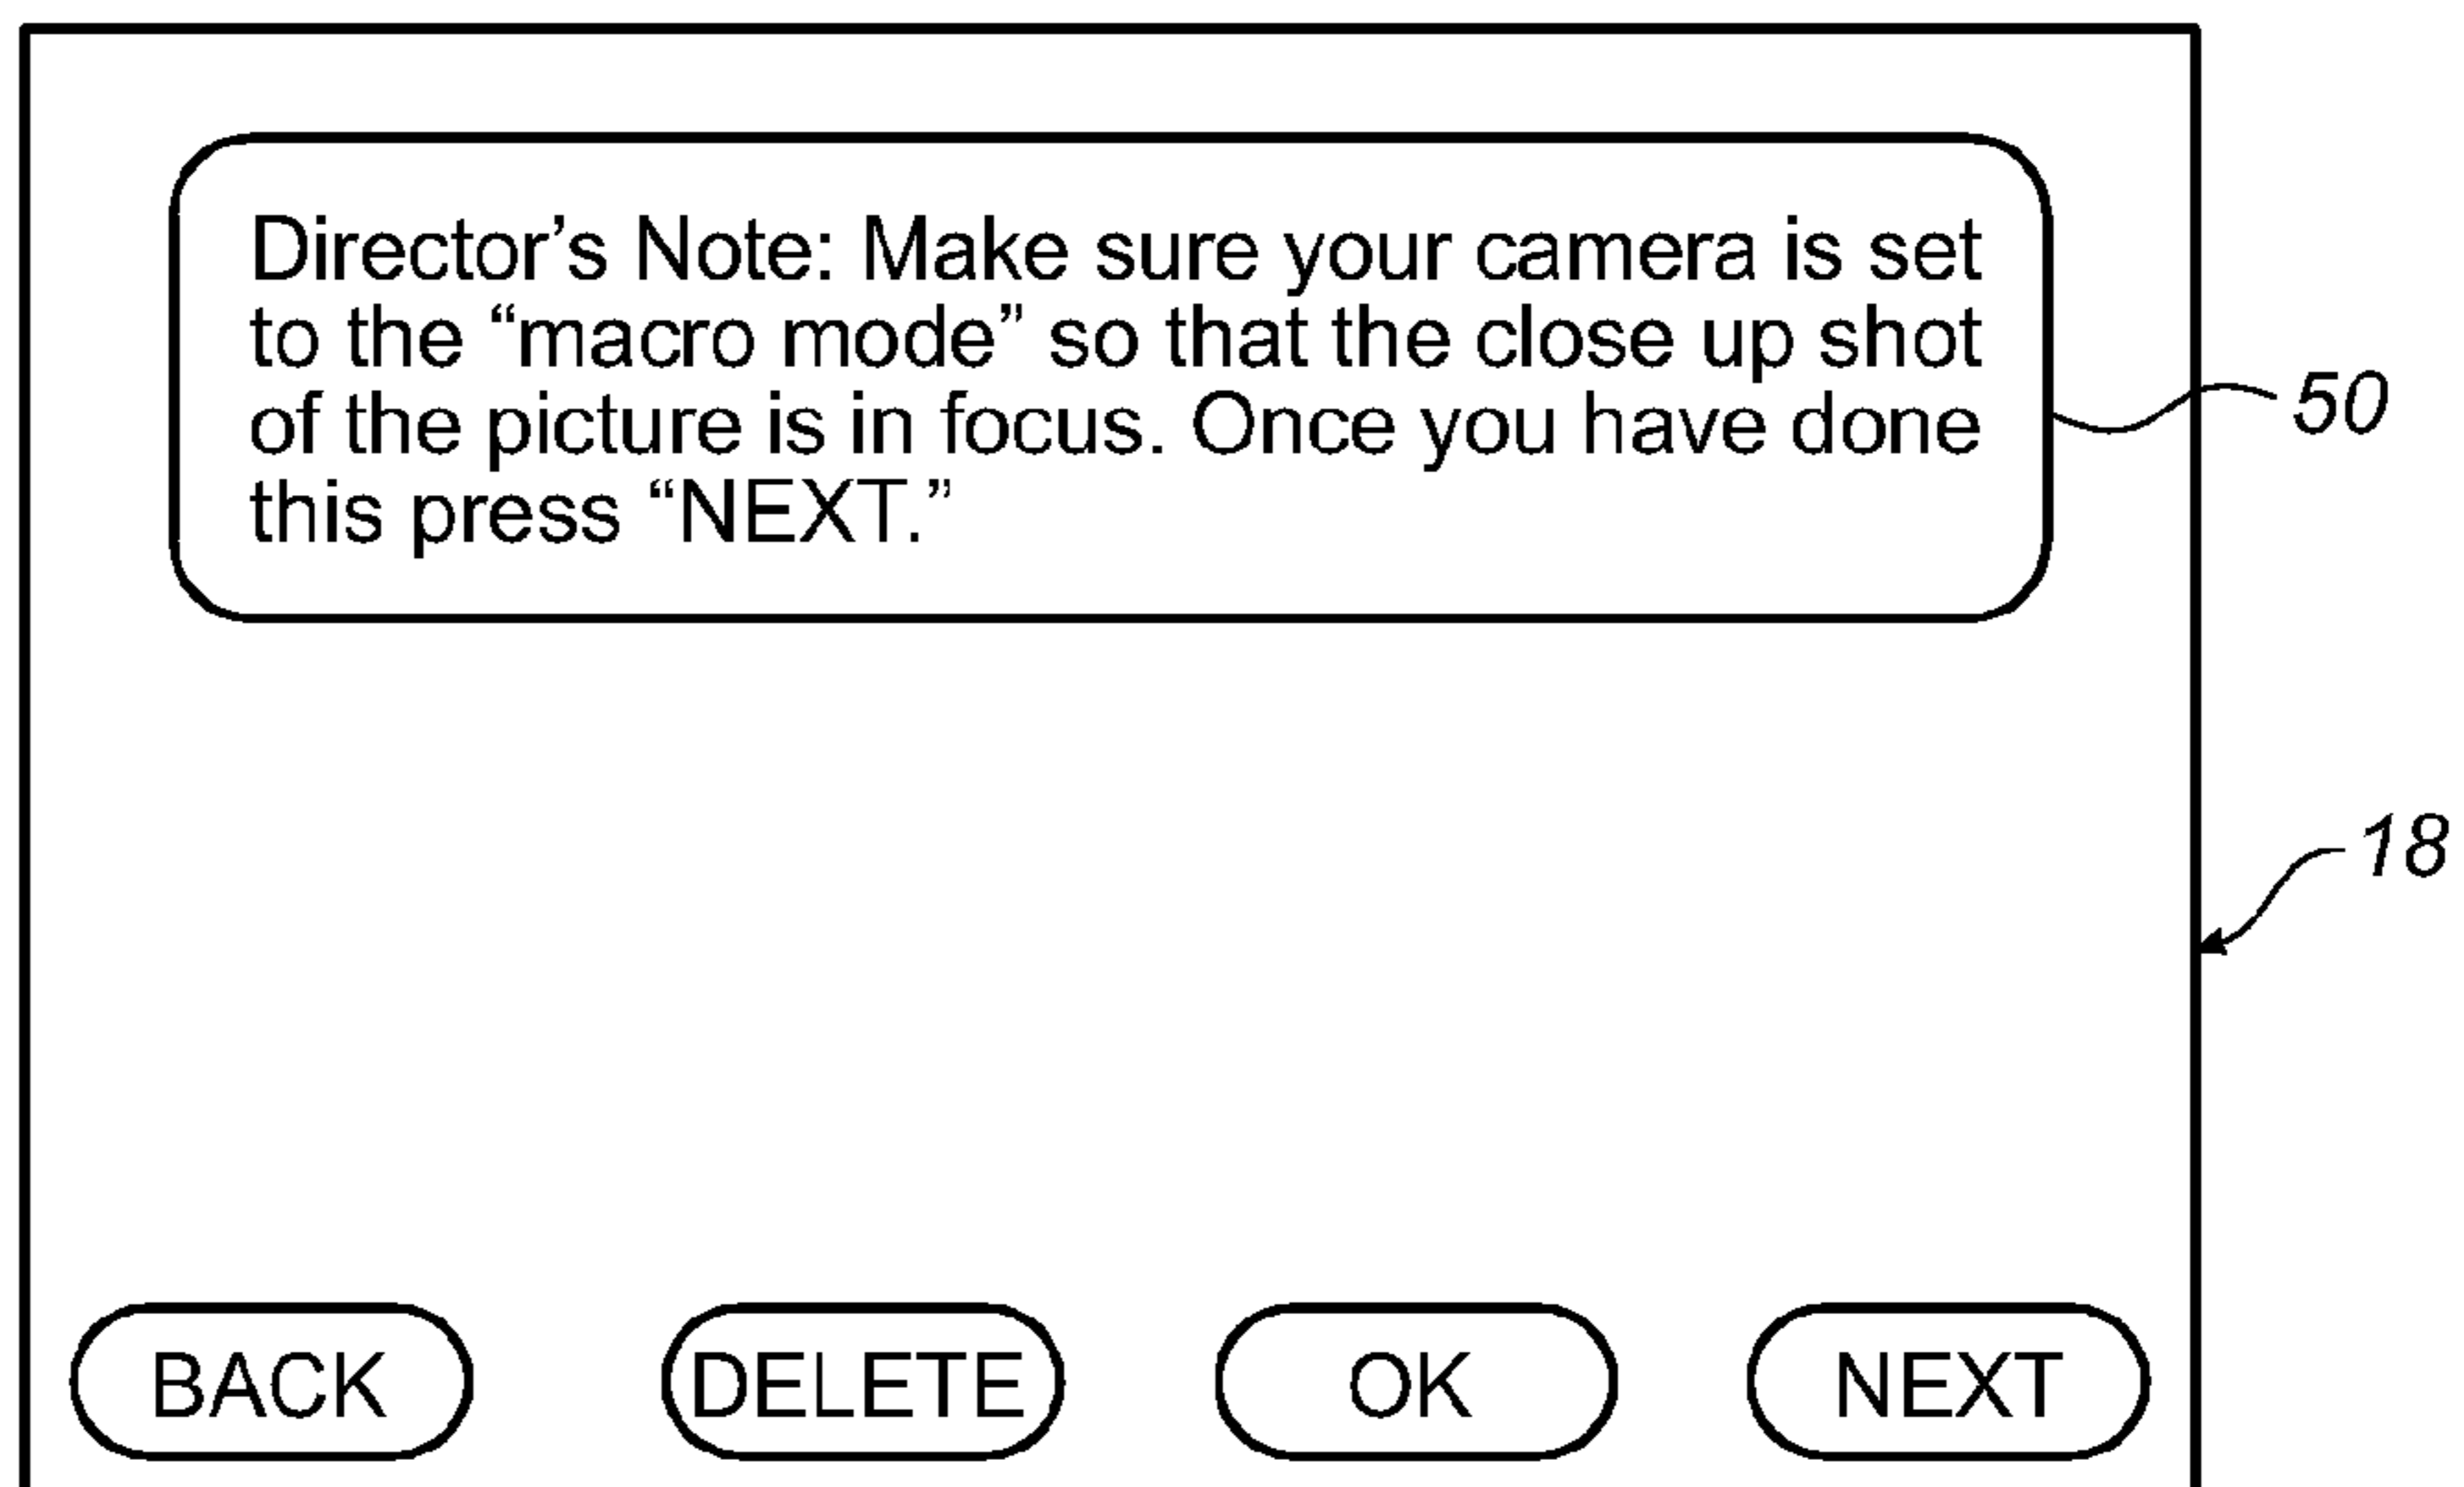 Director’s Note: Make sure your camera is set
to the “macro mode” so that the close up shot
of the picture is in focus. Once you have done
this press “NEXT.”
50
18
BACK DELETE OK NEXT